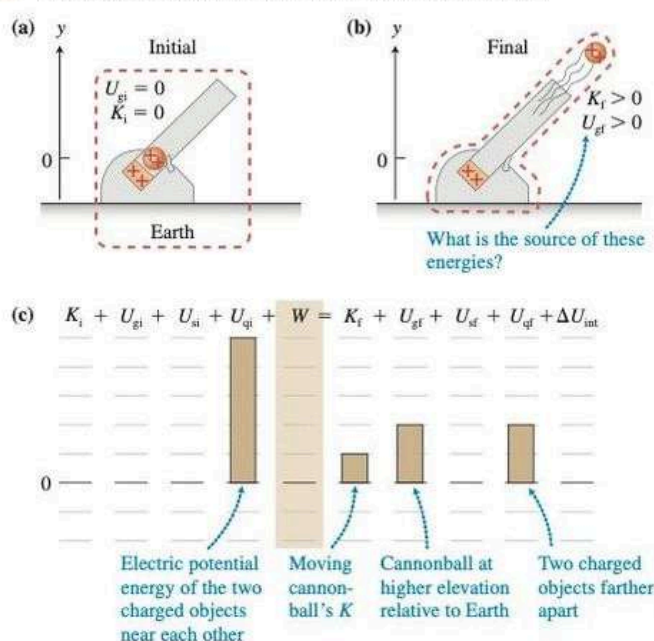 (a) y Initial
U_gi = 0
K_i = 0
0
Earth
(b) y Final
K_f > 0
U_gf > 0
0
What is the source of these
energies?
(c) K_i + U_gi + U_si + U_qi + W = K_f + U_gf + U_sf + U_qf + ΔU_int
0
Electric potential
energy of the two
charged objects
near each other
Moving
cannon-
ball's K
Cannonball at
higher elevation
relative to Earth
Two charged
objects farther
apart